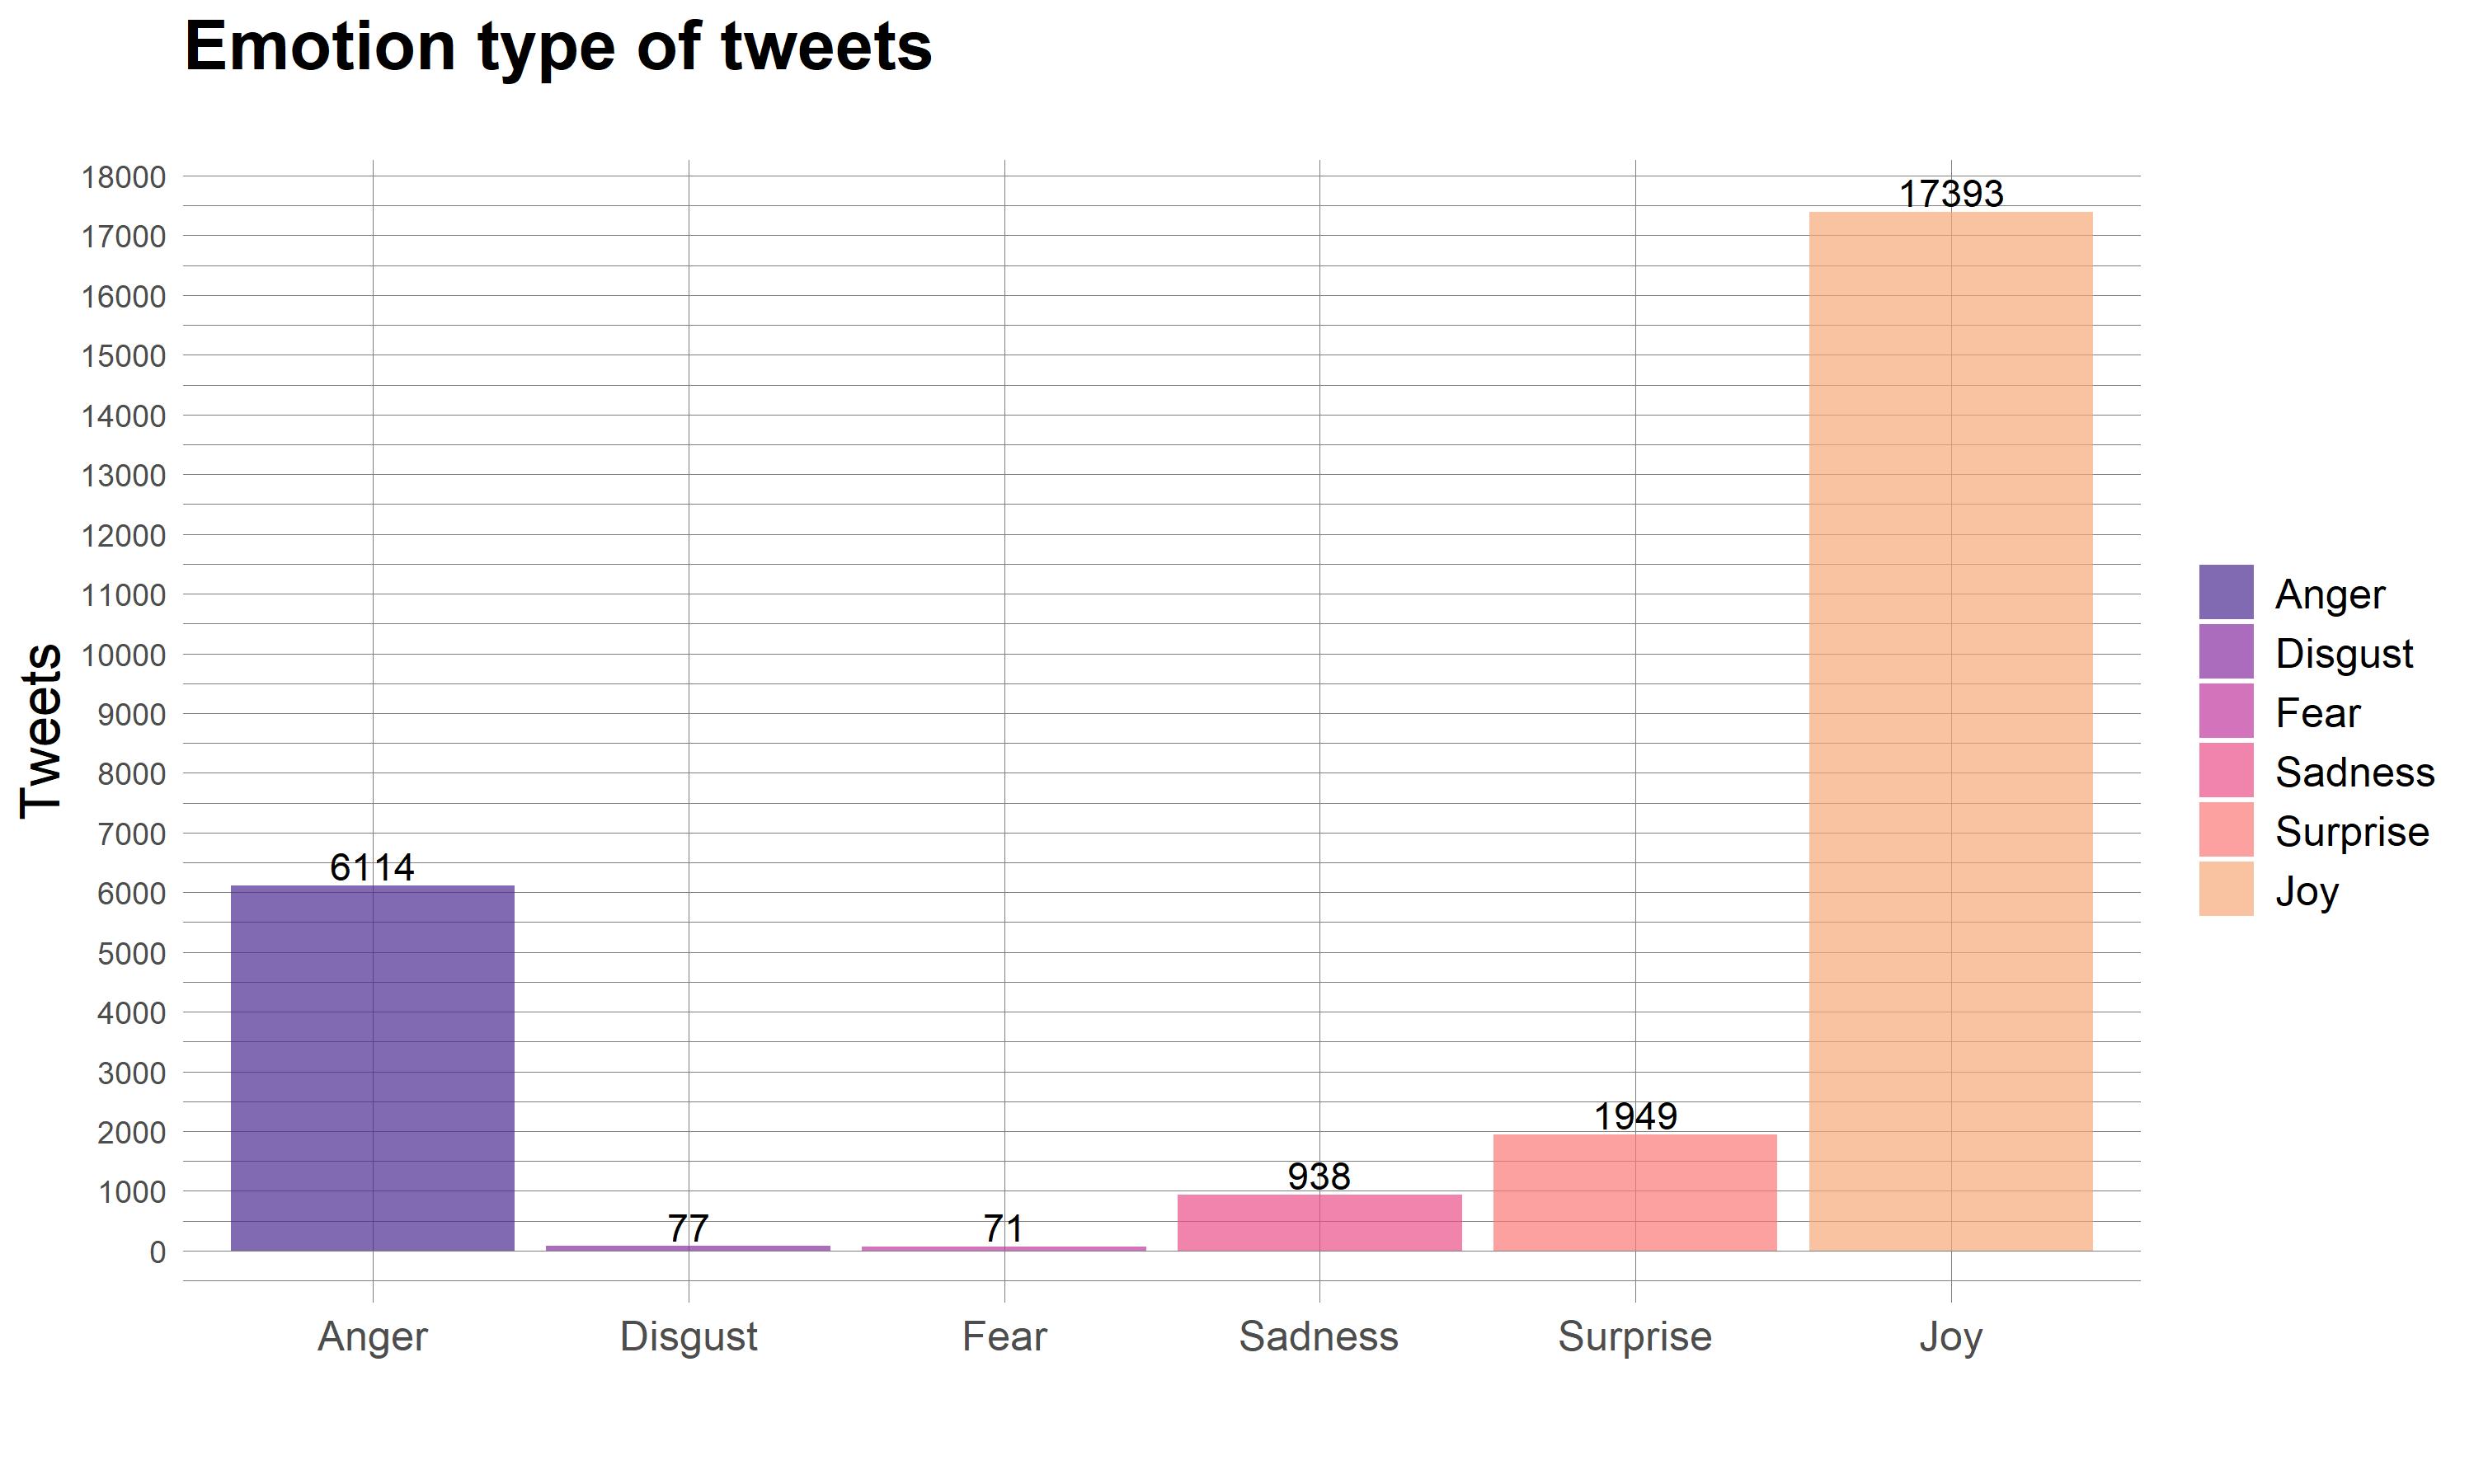 Emotion type of tweets
Tweets
18000
17000
16000
15000
14000
13000
12000
11000
10000
9000
8000
7000
6000
5000
4000
3000
2000
1000
0
6114
77
71
938
1949
17393
Anger
Disgust
Fear
Sadness
Surprise
Joy
Anger
Disgust
Fear
Sadness
Surprise
Joy